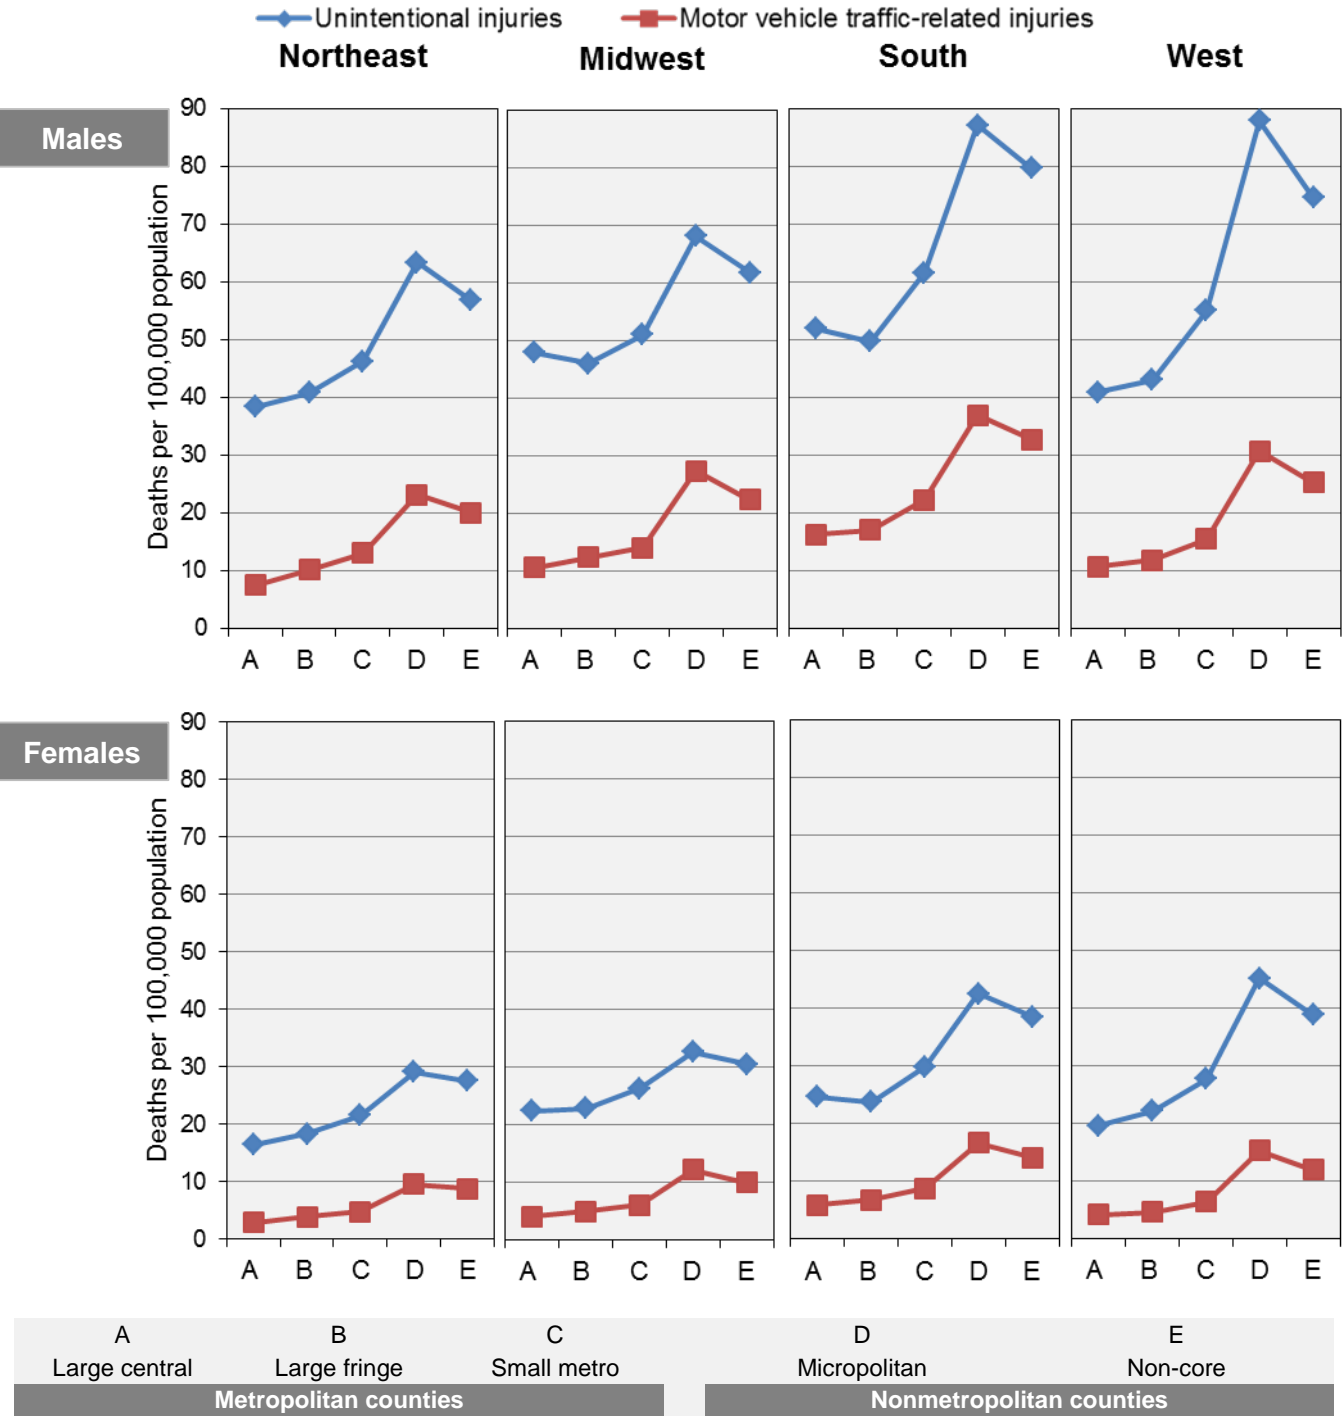 Unintentional injuries Motor vehicle traffic-related injuries
Northeast Midwest South West
Males
Deaths per 100,000 population
90
80
70
60
50
40
30
20
10
0
A B C D E A B C D E A B C D E A B C D E
Females
Deaths per 100,000 population
90
80
70
60
50
40
30
20
10
0
A B C D E A B C D E A B C D E A B C D E
A B C D E
Large central Large fringe Small metro Micropolitan Non-core
Metropolitan counties Nonmetropolitan counties